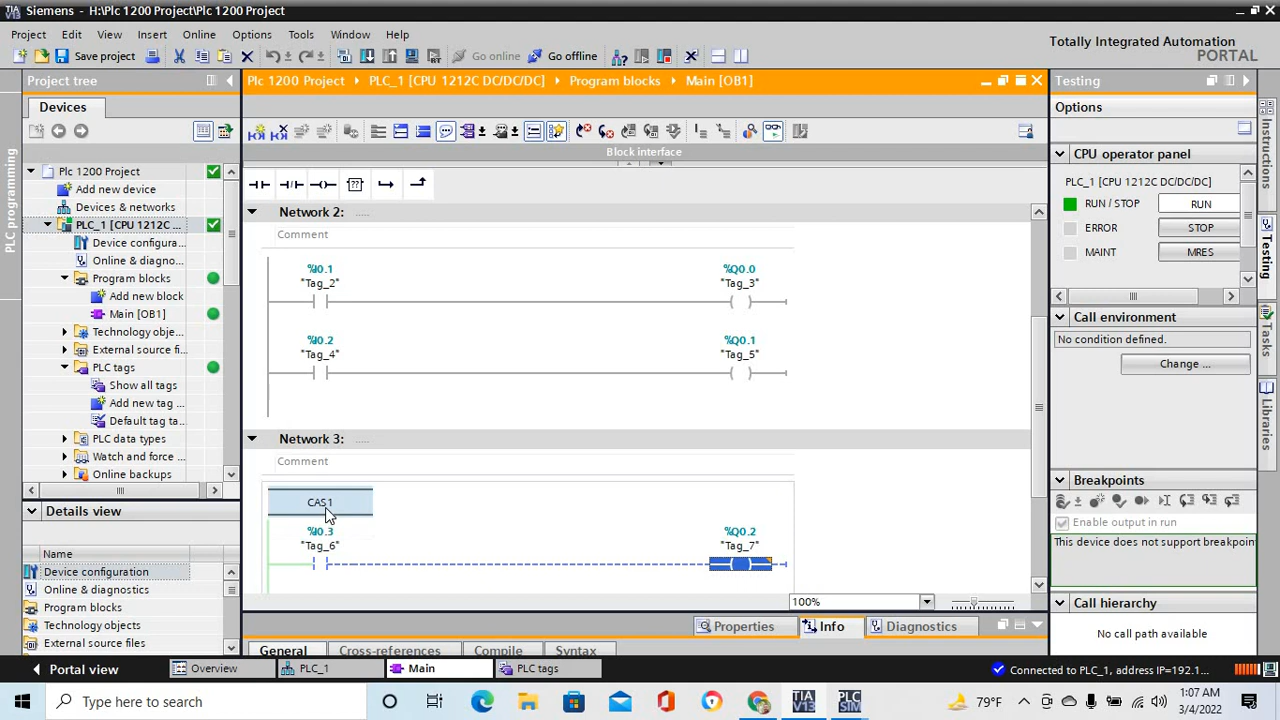 Siemens - H:\Plc 1200 Project\Plc 1200 Project
Project Edit View Insert Online Options Tools Window Help
Totally Integrated Automation
PORTAL
Save project
Go online
Go offline
Project tree
Devices
PLC programming
Plc 1200 Project
Add new device
Devices & networks
PLC_1 [CPU 1212C ...
Device configura...
Online & diagno...
Program blocks
Add new block
Main [OB1]
Technology obje...
External source fi...
PLC tags
Show all tags
Add new tag ...
Default tag ta...
PLC data types
Watch and force ...
Online backups
Details view
Name
Device configuration
Online & diagnostics
Program blocks
Technology objects
External source files
Plc 1200 Project PLC_1 [CPU 1212C DC/DC/DC] Program blocks Main [OB1]
Block interface
??
Network 2: .....
Comment
%I0.1
"Tag_2"
%Q0.0
"Tag_3"
%I0.2
"Tag_4"
%Q0.1
"Tag_5"
Network 3: .....
Comment
CAS1
%I0.3
"Tag_6"
%Q0.2
"Tag_7"
100%
Properties Info Diagnostics
General Cross-references Compile Syntax
Testing
Options
CPU operator panel
PLC_1 [CPU 1212C DC/DC/DC]
RUN / STOP RUN
ERROR STOP
MAINT MRES
Call environment
No condition defined.
Change ...
Breakpoints
Enable output in run
This device does not support breakpoin
Call hierarchy
No call path available
Instructions
Testing
Tasks
Libraries
Portal view Overview PLC_1 Main PLC tags
Connected to PLC_1, address IP=192.1...
Type here to search
TIA V13
PLC SIM
79°F
1:07 AM
3/4/2022